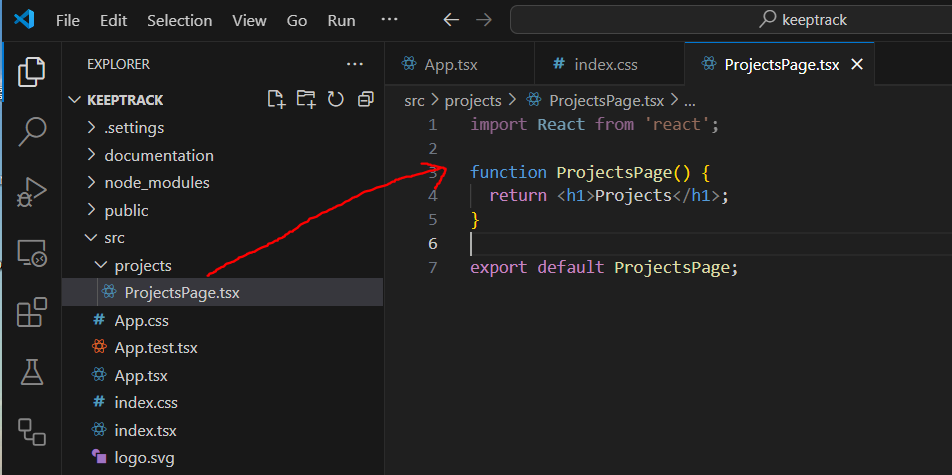 File Edit Selection View Go Run ··· keeptrack
EXPLORER ···
KEEPTRACK
.settings
documentation
node_modules
public
src
projects
ProjectsPage.tsx
App.css
App.test.tsx
App.tsx
index.css
index.tsx
logo.svg
App.tsx # index.css ProjectsPage.tsx
src > projects > ProjectsPage.tsx > ...
1 import React from 'react';
2
3 function ProjectsPage() {
4 return <h1>Projects</h1>;
5 }
6
7 export default ProjectsPage;